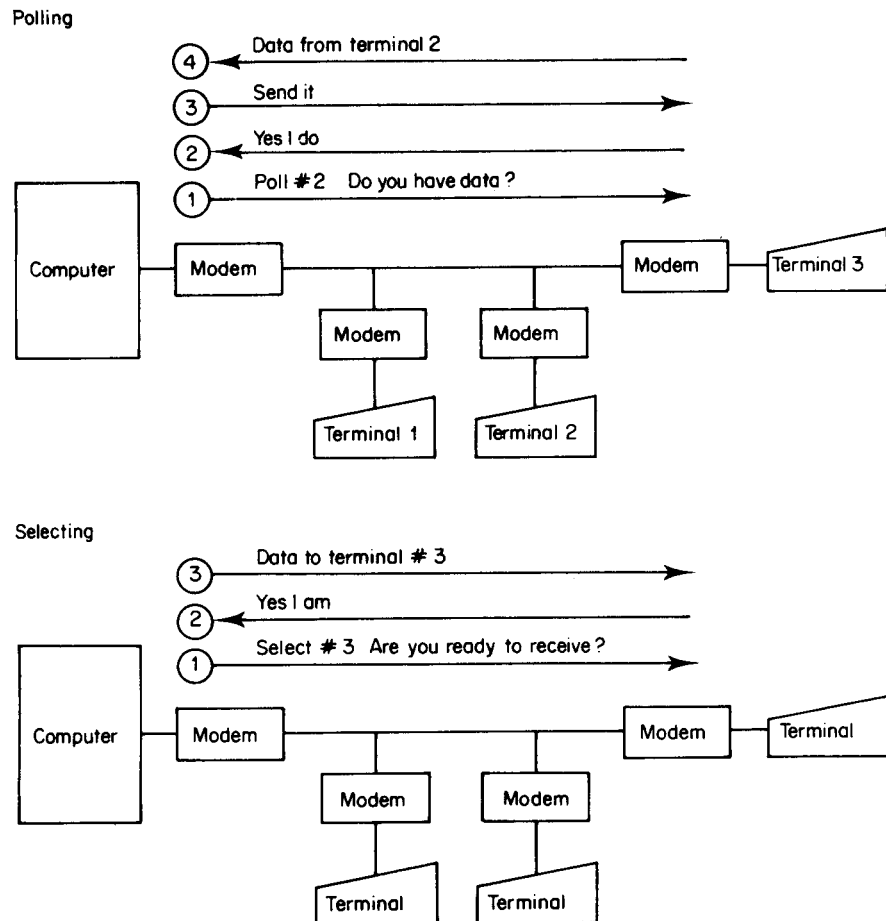 Polling
4 Data from terminal 2
3 Send it
2 Yes I do
1 Poll #2 Do you have data?
Computer
Modem
Modem
Terminal 3
Modem
Modem
Terminal 1
Terminal 2
Selecting
3 Data to terminal # 3
2 Yes I am
1 Select # 3 Are you ready to receive?
Computer
Modem
Modem
Terminal
Modem
Modem
Terminal
Terminal